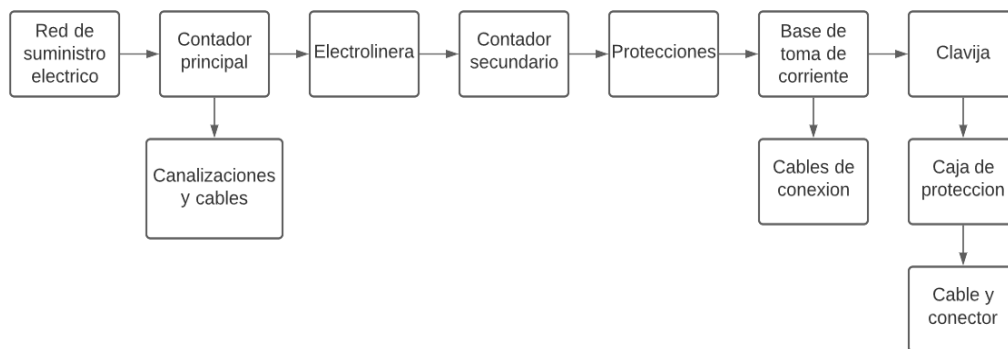 Red de
suministro
electrico
Contador
principal
Electrolinera
Contador
secundario
Protecciones
Base de
toma de
corriente
Clavija
Canalizaciones
y cables
Cables de
conexion
Caja de
proteccion
Cable y
conector